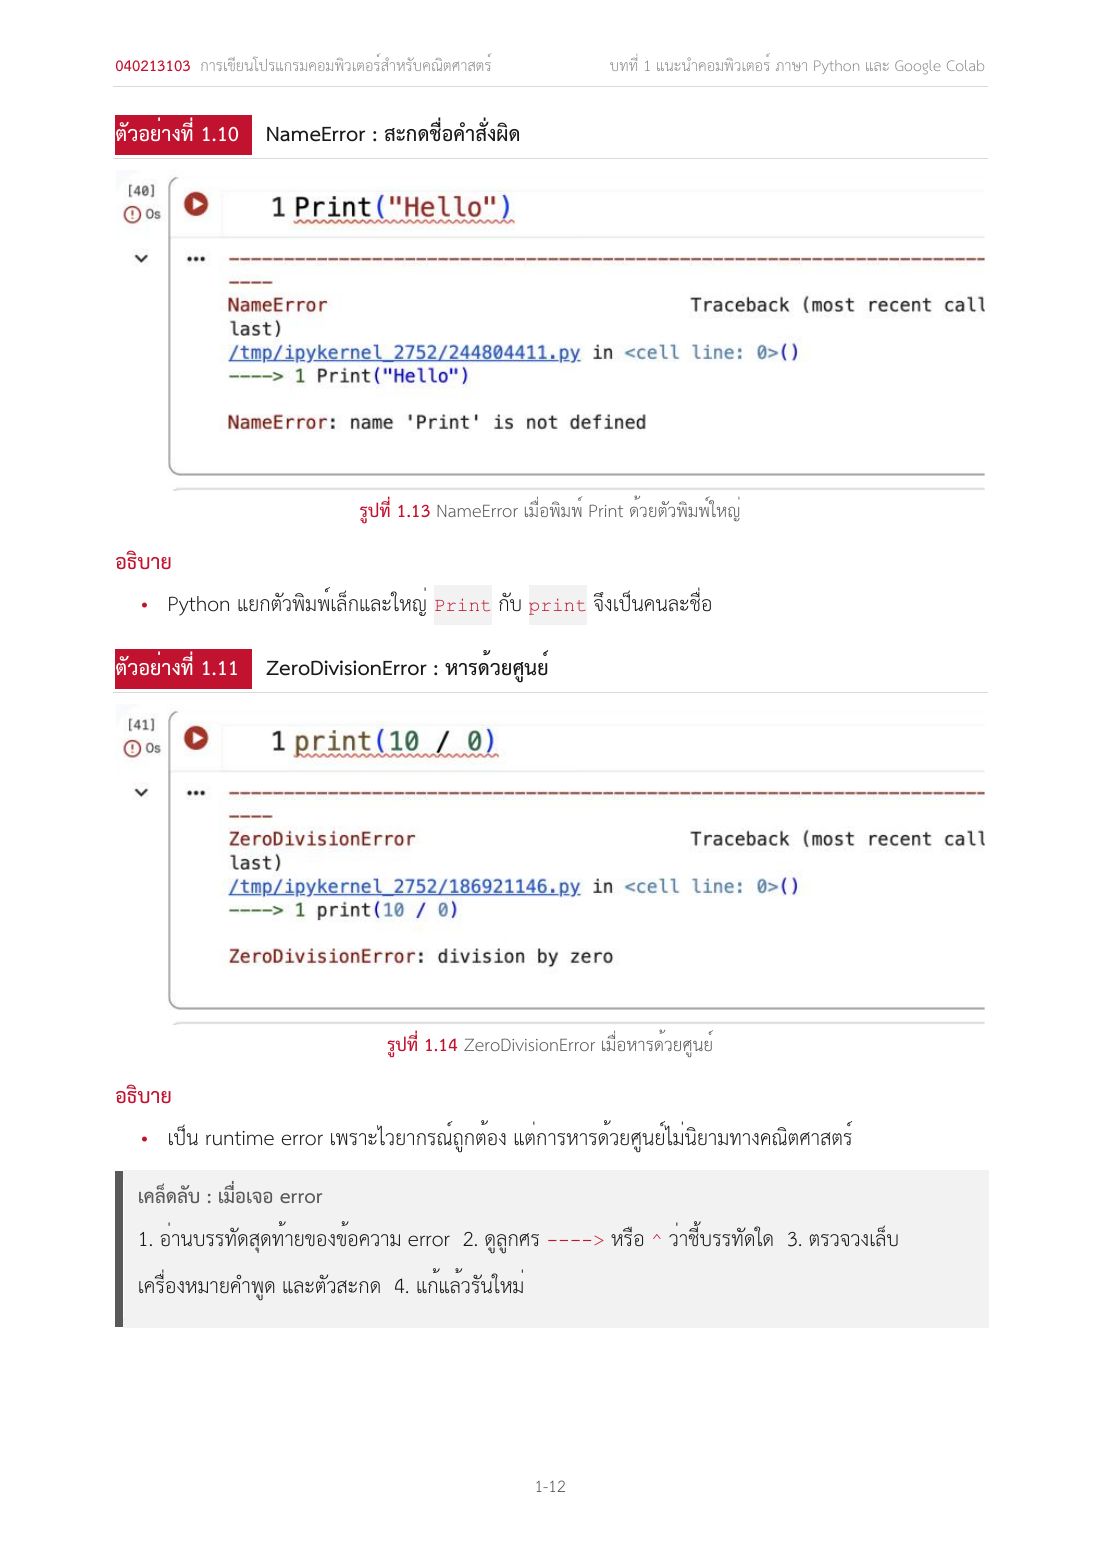 040213103 การเขียนโปรแกรมคอมพิวเตอร์สำหรับคณิตศาสตร์ บทที่ 1 แนะนำคอมพิวเตอร์ ภาษา Python และ Google Colab
ตัวอย่างที่ 1.10 NameError : สะกดชื่อคำสั่งผิด
[40]
0s
1 Print("Hello")
---------------------------------------------------------------------
----
NameError Traceback (most recent call
last)
/tmp/ipykernel_2752/244804411.py in <cell line: 0>()
----> 1 Print("Hello")
NameError: name 'Print' is not defined
รูปที่ 1.13 NameError เมื่อพิมพ์ Print ด้วยตัวพิมพ์ใหญ่
อธิบาย
• Python แยกตัวพิมพ์เล็กและใหญ่ Print กับ print จึงเป็นคนละชื่อ
ตัวอย่างที่ 1.11 ZeroDivisionError : หารด้วยศูนย์
[41]
0s
1 print(10 / 0)
---------------------------------------------------------------------
----
ZeroDivisionError Traceback (most recent call
last)
/tmp/ipykernel_2752/186921146.py in <cell line: 0>()
----> 1 print(10 / 0)
ZeroDivisionError: division by zero
รูปที่ 1.14 ZeroDivisionError เมื่อหารด้วยศูนย์
อธิบาย
• เป็น runtime error เพราะไวยากรณ์ถูกต้อง แต่การหารด้วยศูนย์ไม่นิยามทางคณิตศาสตร์
เคล็ดลับ : เมื่อเจอ error
1. อ่านบรรทัดสุดท้ายของข้อความ error 2. ดูลูกศร ----> หรือ ^ ว่าชี้บรรทัดใด 3. ตรวจวงเล็บ
เครื่องหมายคำพูด และตัวสะกด 4. แก้แล้วรันใหม่
1-12